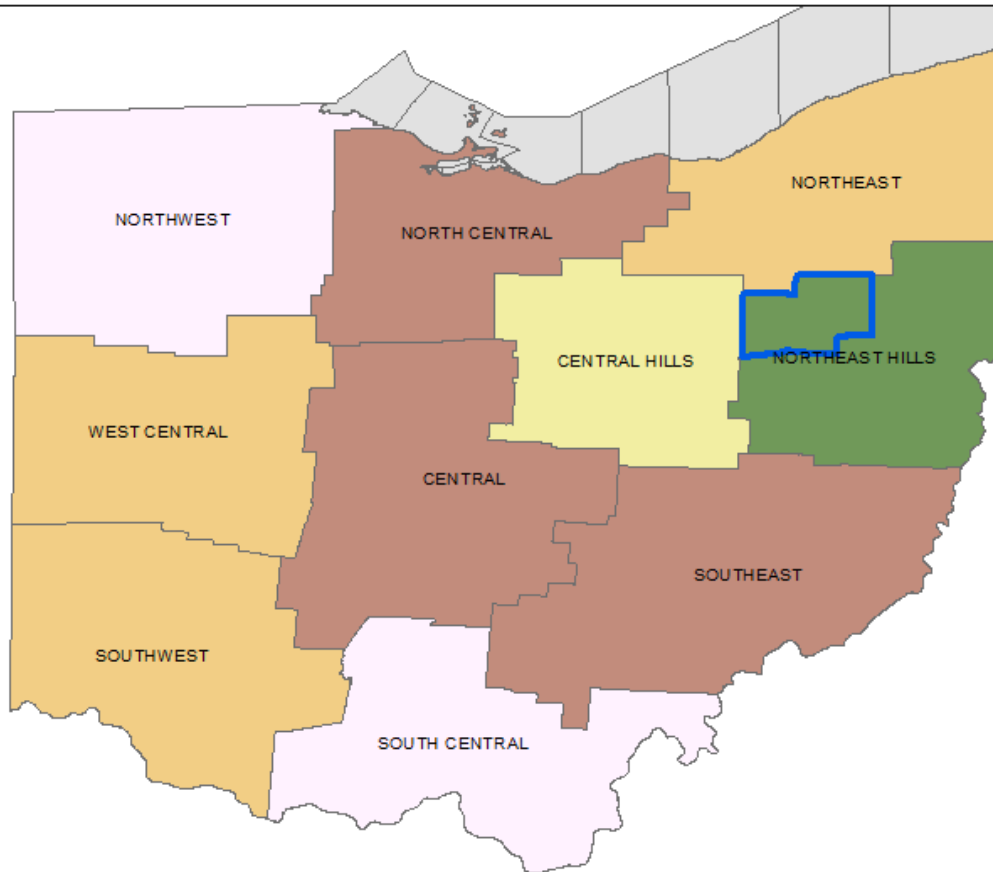 NORTHEAST
NORTHWEST
NORTH CENTRAL
CENTRAL HILLS
NORTHEAST HILLS
WEST CENTRAL
CENTRAL
SOUTHEAST
SOUTHWEST
SOUTH CENTRAL